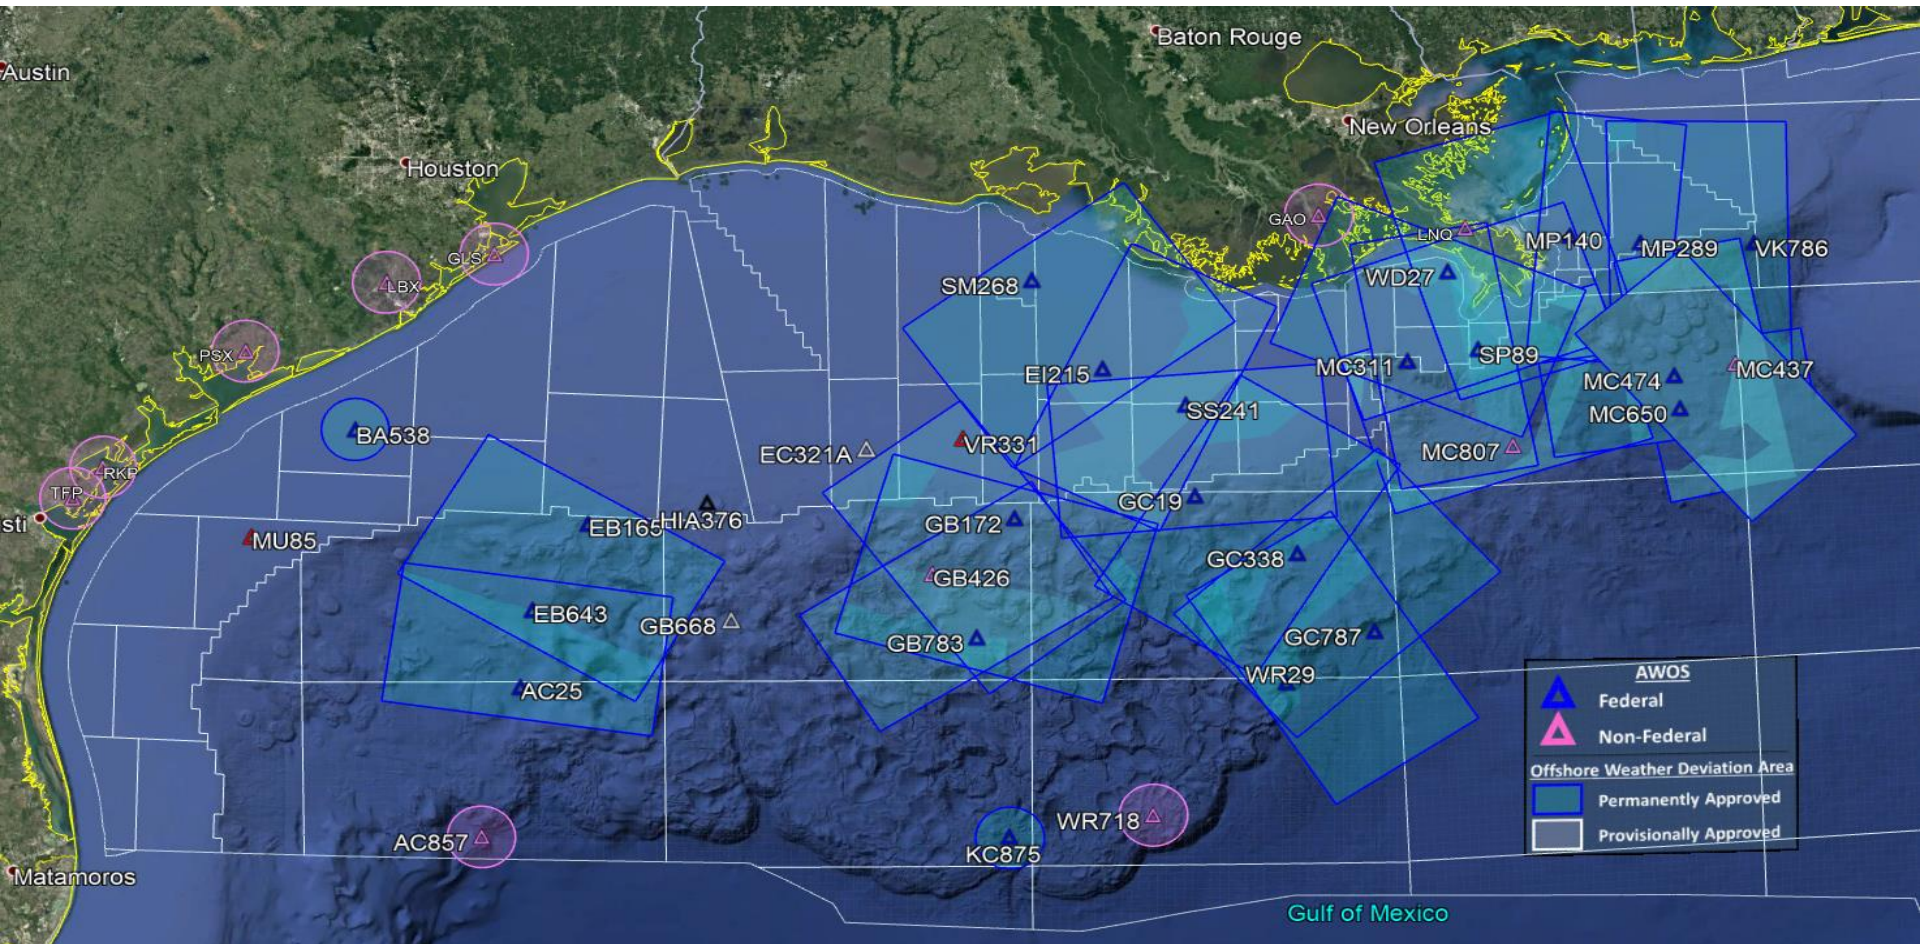 Baton Rouge
Austin
New Orleans
Houston
GAO
LNQ
MP140
MP289
VK786
GLS
LBX
SM268
WD27
PSX
EI215
MC311
SP89
MC474
MC437
SS241
MC650
BA538
EC321A
VR331
MC807
RKP
TFP
sti
GC19
EB165
HIA376
GB172
MU85
GC338
GB426
EB643
GB668
GB783
GC787
WR29
AC25
AWOS
Federal
Non-Federal
Offshore Weather Deviation Area
Permanently Approved
Provisionally Approved
WR718
AC857
KC875
Matamoros
Gulf of Mexico